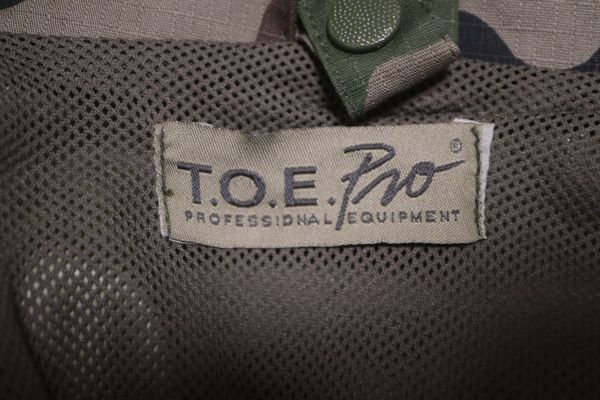 T.O.E. Pro ®
PROFESSIONAL EQUIPMENT